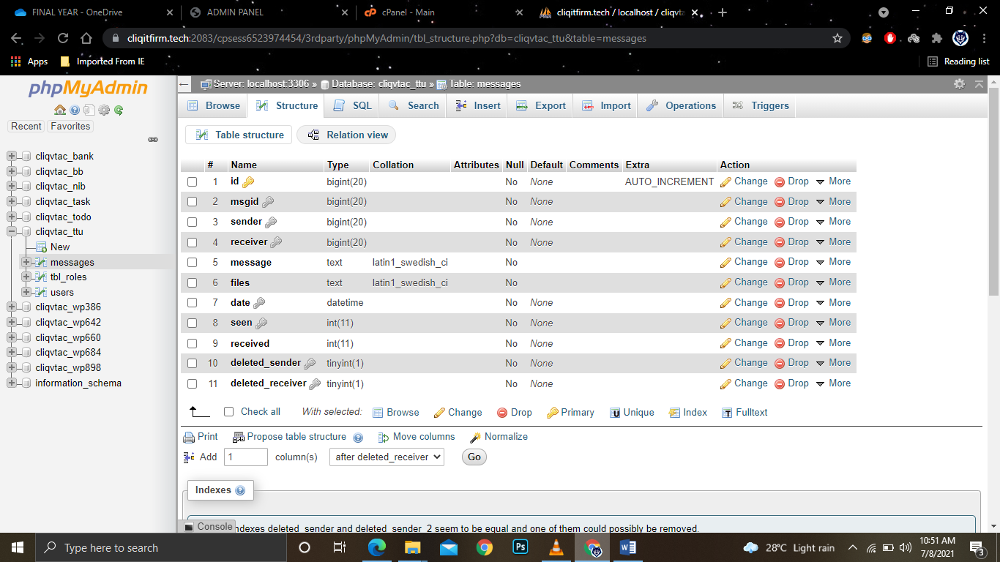 FINAL YEAR - OneDrive
ADMIN PANEL
cPanel - Main
cliqitfirm.tech / localhost / cliqvta
cliqitfirm.tech:2083/cpsess6523974454/3rdparty/phpMyAdmin/tbl_structure.php?db=cliqvtac_ttu&table=messages
Apps
Imported From IE
Reading list
phpMyAdmin
Recent
Favorites
cliqvtac_bank
cliqvtac_bb
cliqvtac_nib
cliqvtac_task
cliqvtac_todo
cliqvtac_ttu
New
messages
tbl_roles
users
cliqvtac_wp386
cliqvtac_wp642
cliqvtac_wp660
cliqvtac_wp684
cliqvtac_wp898
information_schema
Server: localhost:3306 » Database: cliqvtac_ttu » Table: messages
Browse Structure SQL Search Insert Export Import Operations Triggers
Table structure Relation view
# Name Type Collation Attributes Null Default Comments Extra Action
1 id bigint(20) No None AUTO_INCREMENT Change Drop More
2 msgid bigint(20) No None Change Drop More
3 sender bigint(20) No None Change Drop More
4 receiver bigint(20) No None Change Drop More
5 message text latin1_swedish_ci No Change Drop More
6 files text latin1_swedish_ci No Change Drop More
7 date datetime No None Change Drop More
8 seen int(11) No None Change Drop More
9 received int(11) No None Change Drop More
10 deleted_sender tinyint(1) No None Change Drop More
11 deleted_receiver tinyint(1) No None Change Drop More
Check all With selected: Browse Change Drop Primary Unique Index Fulltext
Print Propose table structure Move columns Normalize
Add 1 column(s) after deleted_receiver Go
Indexes
Console
indexes deleted_sender and deleted_sender_2 seem to be equal and one of them could possibly be removed.
Type here to search
28°C Light rain
10:51 AM
7/8/2021
3